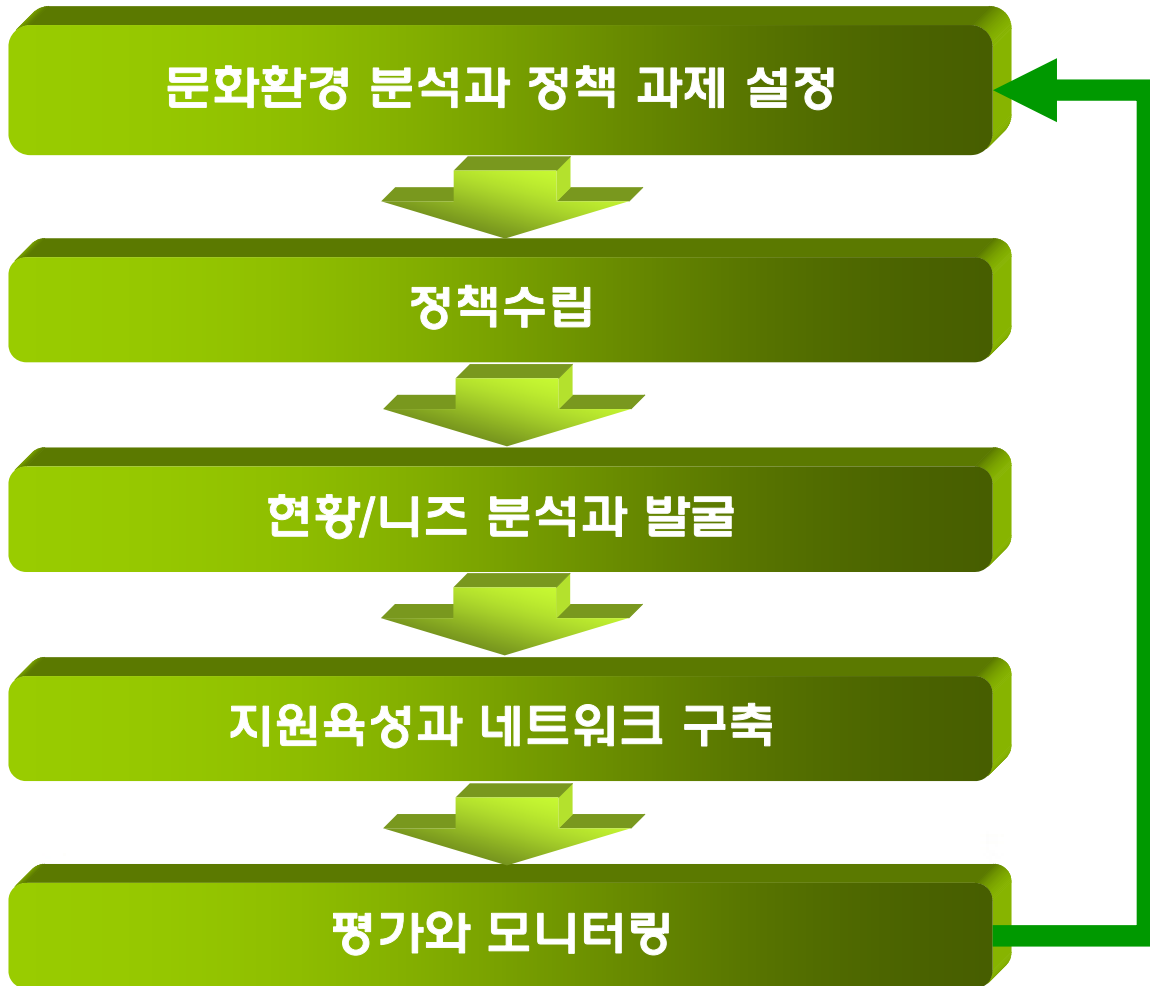 문화환경 분석과 정책 과제 설정
정책수립
현황/니즈 분석과 발굴
지원육성과 네트워크 구축
평가와 모니터링